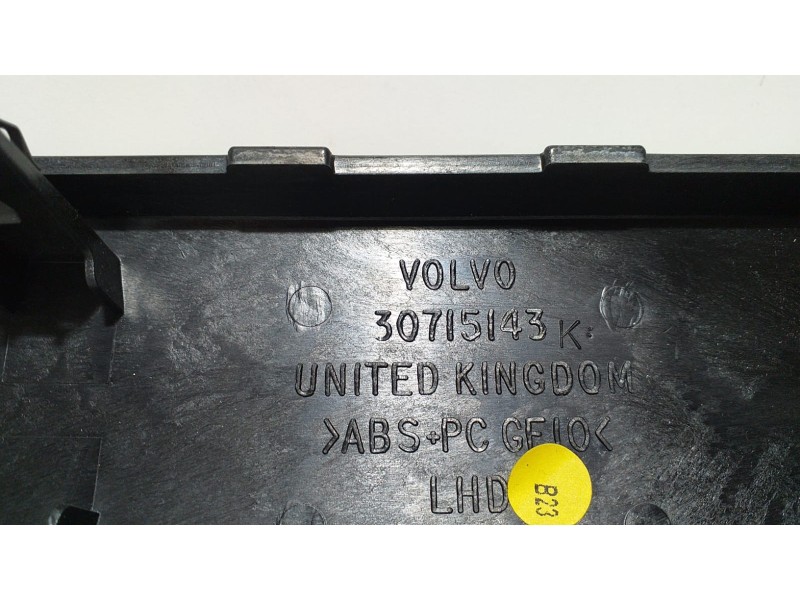 VOLVO
30715143 K:
UNITED KINGDOM
>ABS+PC GF10<
LHD
B23